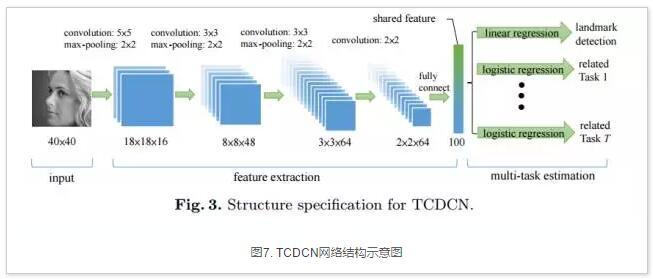 shared feature
convolution: 5x5
max-pooling: 2x2
convolution: 3x3
max-pooling: 2x2
convolution: 3x3
max-pooling: 2x2
convolution: 2x2
fully
connect
linear regression
landmark
detection
logistic regression
related
Task 1
logistic regression
related
Task T
40x40
18x18x16
8x8x48
3x3x64
2x2x64
100
input
feature extraction
multi-task estimation
Fig. 3. Structure specification for TCDCN.
图7. TCDCN网络结构示意图